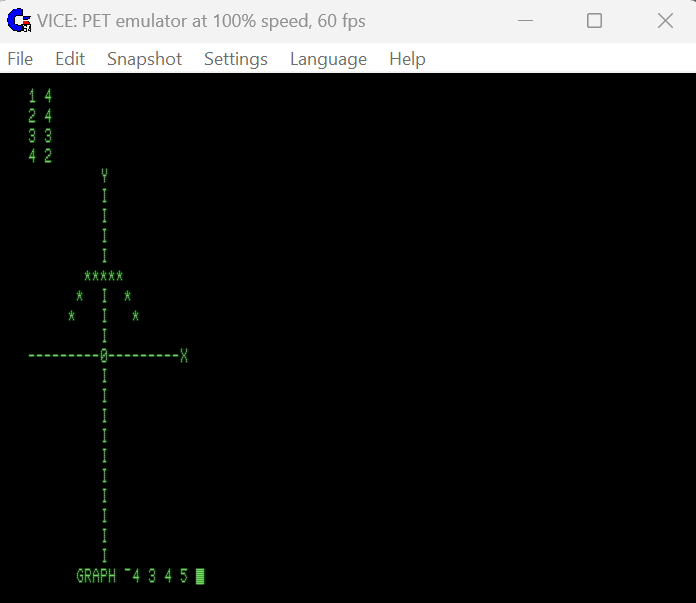 VICE: PET emulator at 100% speed, 60 fps
File Edit Snapshot Settings Language Help
1 4
2 4
3 3
4 2
Y
I
I
I
I
*****
* I *
* I *
I
---------0---------X
I
I
I
I
I
I
I
I
I
I
GRAPH ¯4 3 4 5